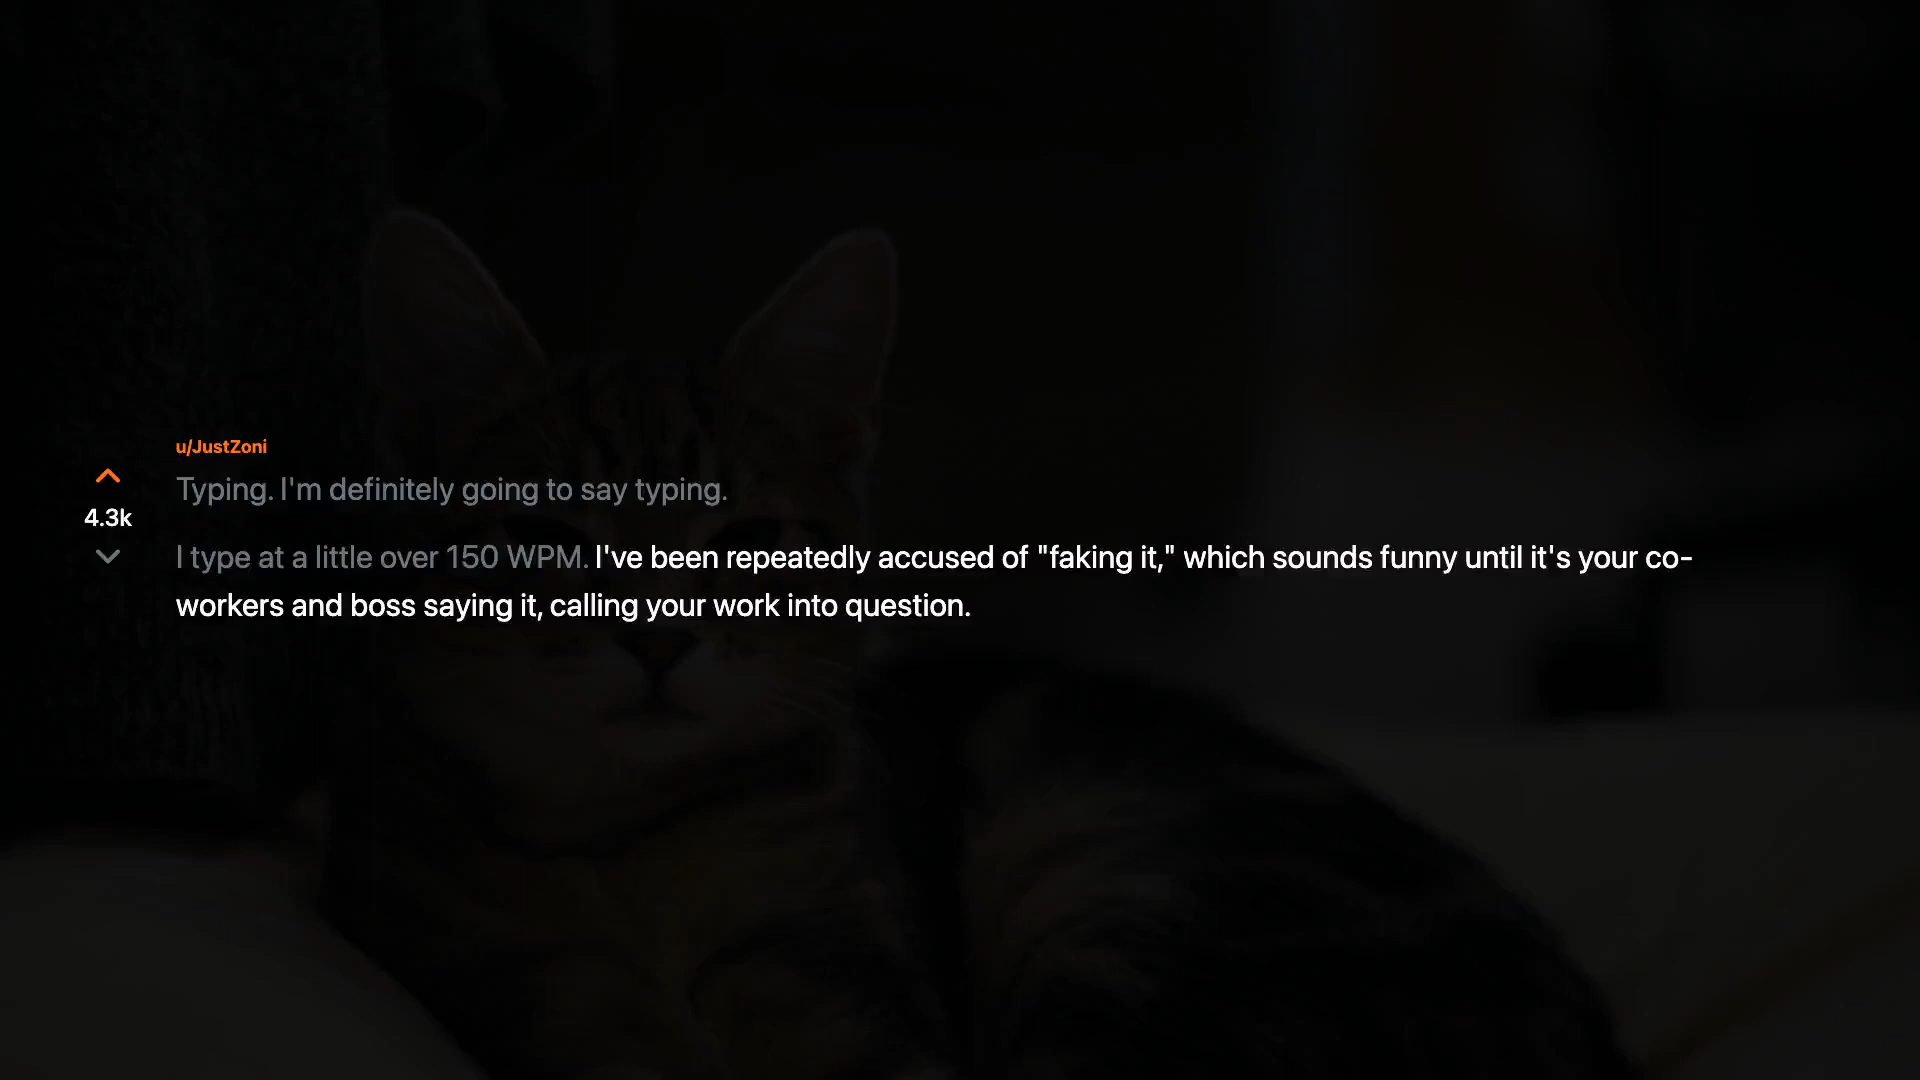 u/JustZoni
Typing. I'm definitely going to say typing.
4.3k
I type at a little over 150 WPM. I've been repeatedly accused of "faking it," which sounds funny until it's your co-
workers and boss saying it, calling your work into question.